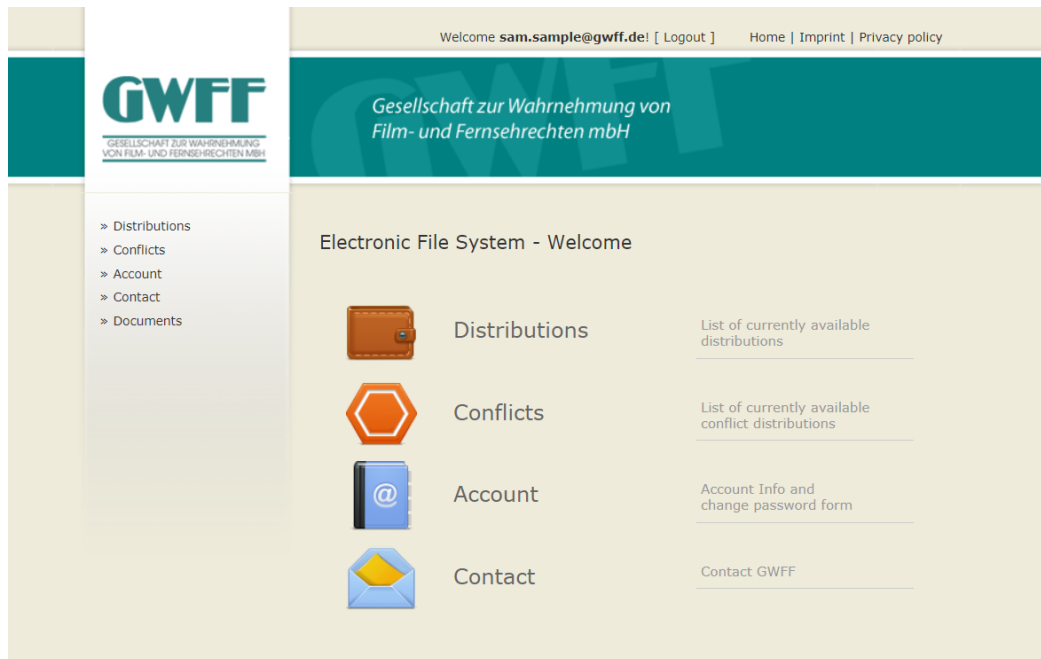 Welcome sam.sample@gwff.de! [ Logout ] Home | Imprint | Privacy policy
GWFF
GESELLSCHAFT ZUR WAHRNEHMUNG
VON FILM- UND FERNSEHRECHTEN MBH
GWFF
Gesellschaft zur Wahrnehmung von
Film- und Fernsehrechten mbH
» Distributions
» Conflicts
» Account
» Contact
» Documents
Electronic File System - Welcome
Distributions
List of currently available
distributions
Conflicts
List of currently available
conflict distributions
@
Account
Account Info and
change password form
Contact
Contact GWFF